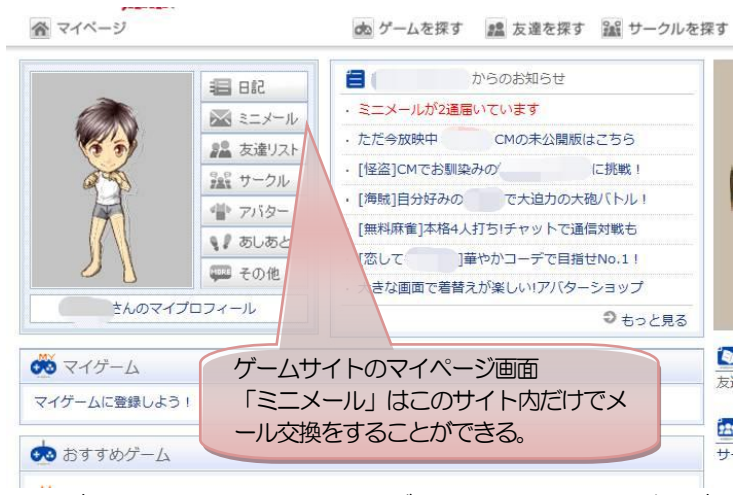 マイページ
ゲームを探す 友達を探す サークルを探す
日記
ミニメール
友達リスト
サークル
アバター
あしあと
MORE その他
さんのマイプロフィール
からのお知らせ
・ ミニメールが2通届いています
・ ただ今放映中 CMの未公開版はこちら
・ [怪盗]CMでお馴染みの に挑戦！
・ [海賊]自分好みの で大迫力の大砲バトル！
[無料麻雀]本格4人打ち!チャットで通信対戦も
[恋して ]華やかコーデで目指せNo.1！
きな画面で着替えが楽しい!アバターショップ
もっと見る
MY マイゲーム
マイゲームに登録しよう！
おすすめゲーム
ゲームサイトのマイページ画面
「ミニメール」はこのサイト内だけでメ
ール交換をすることができる。
友
サ